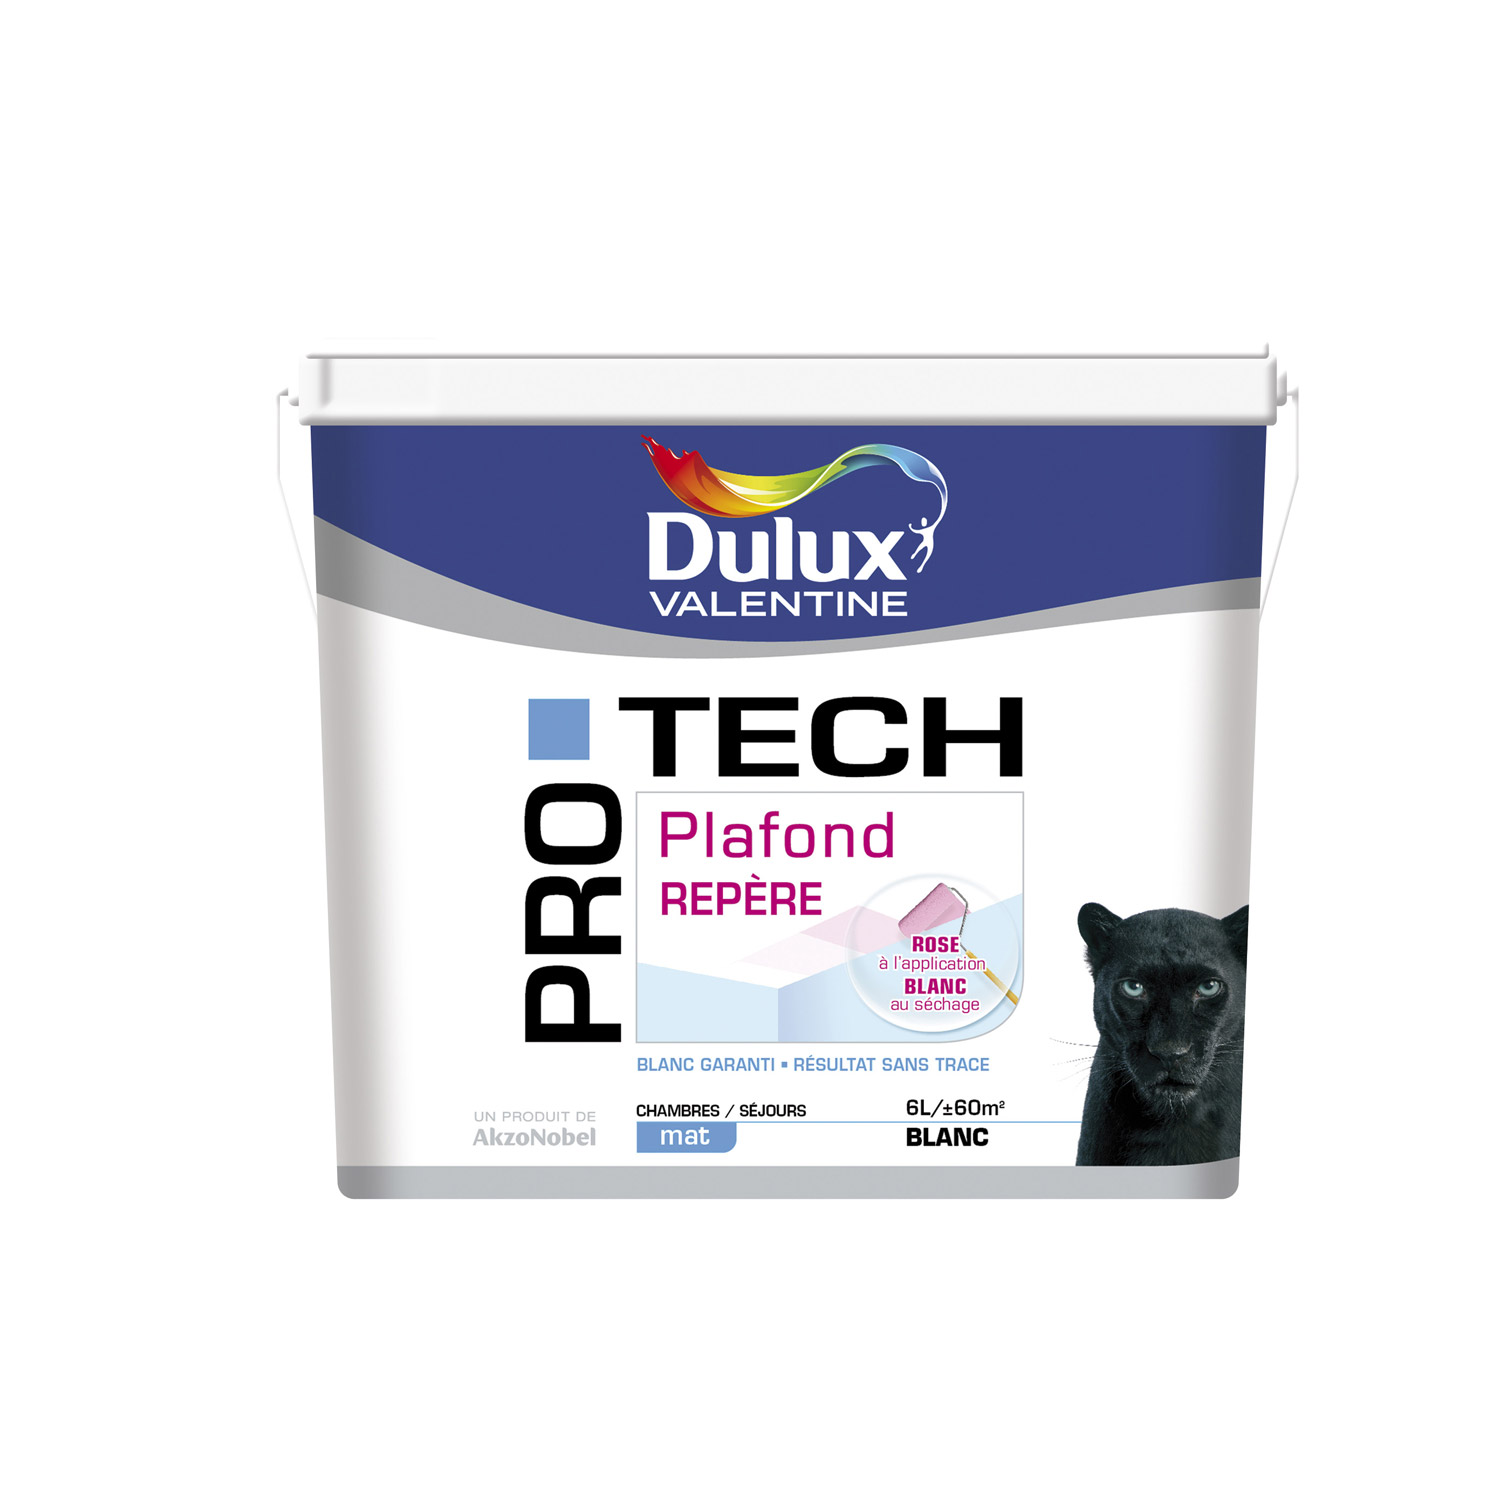 Dulux
VALENTINE
PRO
TECH
Plafond
REPÈRE
ROSE
à l'application
BLANC
au séchage
BLANC GARANTI ▪ RÉSULTAT SANS TRACE
UN PRODUIT DE
AkzoNobel
CHAMBRES / SÉJOURS
mat
6L/±60m²
BLANC